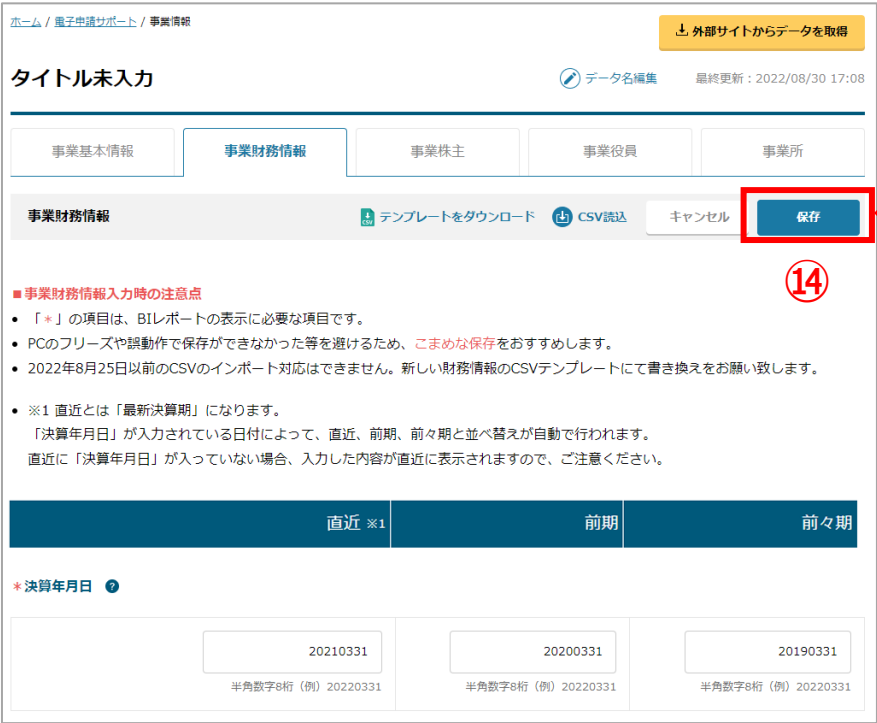 ホーム / 電子申請サポート / 事業情報
外部サイトからデータを取得
タイトル未入力
データ名編集
最終更新：2022/08/30 17:08
事業基本情報
事業財務情報
事業株主
事業役員
事業所
事業財務情報
CSV
テンプレートをダウンロード
CSV読込
キャンセル
保存
⑭
■事業財務情報入力時の注意点
• 「*」の項目は、BIレポートの表示に必要な項目です。
• PCのフリーズや誤動作で保存ができなかった等を避けるため、こまめな保存をおすすめします。
• 2022年8月25日以前のCSVのインポート対応はできません。新しい財務情報のCSVテンプレートにて書き換えをお願い致します。
• ※1 直近とは「最新決算期」になります。
「決算年月日」が入力されている日付によって、直近、前期、前々期と並べ替えが自動で行われます。
直近に「決算年月日」が入っていない場合、入力した内容が直近に表示されますので、ご注意ください。
直近 ※1
前期
前々期
*決算年月日 ?
20210331
20200331
20190331
半角数字8桁（例）20220331
半角数字8桁（例）20220331
半角数字8桁（例）20220331